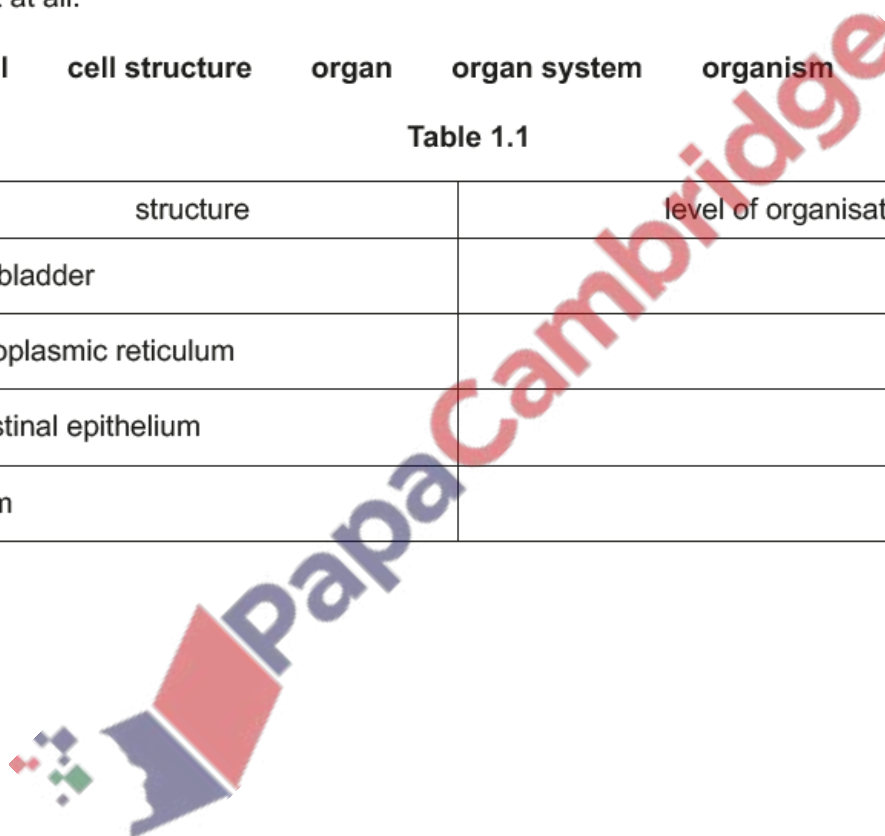 at all.
l cell structure organ organ system organism
Table 1.1
structure level of organisat
bladder
oplasmic reticulum
stinal epithelium
m
PapaCambridge